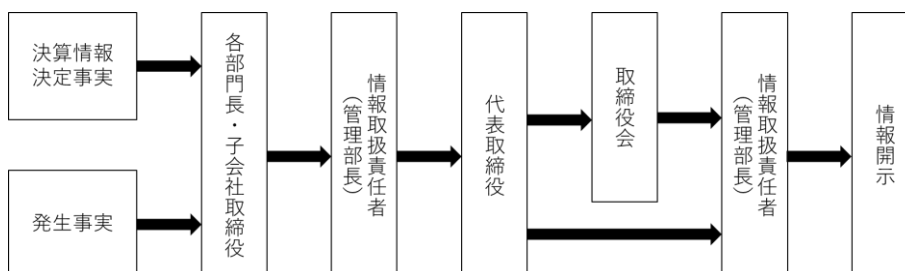 決算情報
決定事実
発生事実
各部門長・子会社取締役
情報取扱責任者
（管理部長）
代表取締役
取締役会
情報取扱責任者
（管理部長）
情報開示